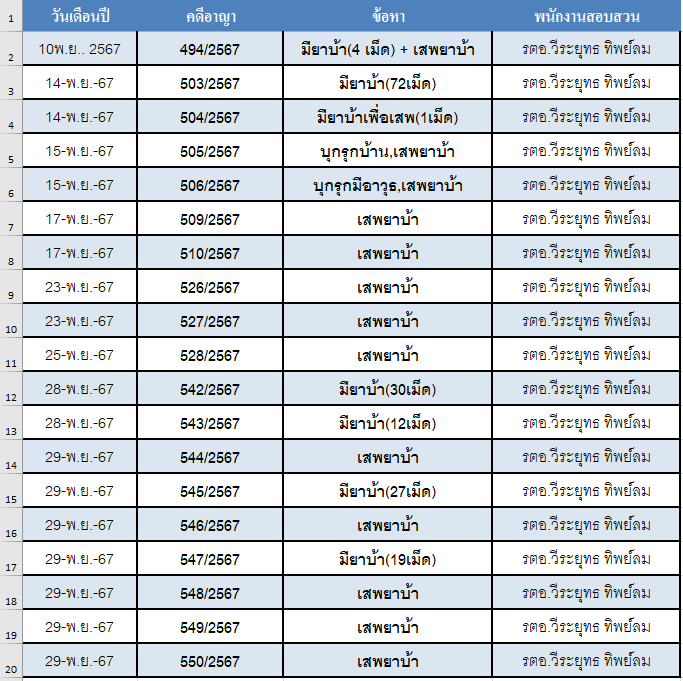 1 วันเดือนปี คดีอาญา ข้อหา พนักงานสอบสวน
2 10พ.ย.. 2567 494/2567 มียาบ้า(4 เม็ด) + เสพยาบ้า รตอ.วีระยุทธ ทิพย์ลม
3 14-พ.ย.-67 503/2567 มียาบ้า(72เม็ด) รตอ.วีระยุทธ ทิพย์ลม
4 14-พ.ย.-67 504/2567 มียาบ้าเพื่อเสพ(1เม็ด) รตอ.วีระยุทธ ทิพย์ลม
5 15-พ.ย.-67 505/2567 บุกรุกบ้าน,เสพยาบ้า รตอ.วีระยุทธ ทิพย์ลม
6 15-พ.ย.-67 506/2567 บุกรุกมีอาวุธ,เสพยาบ้า รตอ.วีระยุทธ ทิพย์ลม
7 17-พ.ย.-67 509/2567 เสพยาบ้า รตอ.วีระยุทธ ทิพย์ลม
8 17-พ.ย.-67 510/2567 เสพยาบ้า รตอ.วีระยุทธ ทิพย์ลม
9 23-พ.ย.-67 526/2567 เสพยาบ้า รตอ.วีระยุทธ ทิพย์ลม
10 23-พ.ย.-67 527/2567 เสพยาบ้า รตอ.วีระยุทธ ทิพย์ลม
11 25-พ.ย.-67 528/2567 เสพยาบ้า รตอ.วีระยุทธ ทิพย์ลม
12 28-พ.ย.-67 542/2567 มียาบ้า(30เม็ด) รตอ.วีระยุทธ ทิพย์ลม
13 28-พ.ย.-67 543/2567 มียาบ้า(12เม็ด) รตอ.วีระยุทธ ทิพย์ลม
14 29-พ.ย.-67 544/2567 เสพยาบ้า รตอ.วีระยุทธ ทิพย์ลม
15 29-พ.ย.-67 545/2567 มียาบ้า(27เม็ด) รตอ.วีระยุทธ ทิพย์ลม
16 29-พ.ย.-67 546/2567 เสพยาบ้า รตอ.วีระยุทธ ทิพย์ลม
17 29-พ.ย.-67 547/2567 มียาบ้า(19เม็ด) รตอ.วีระยุทธ ทิพย์ลม
18 29-พ.ย.-67 548/2567 เสพยาบ้า รตอ.วีระยุทธ ทิพย์ลม
19 29-พ.ย.-67 549/2567 เสพยาบ้า รตอ.วีระยุทธ ทิพย์ลม
20 29-พ.ย.-67 550/2567 เสพยาบ้า รตอ.วีระยุทธ ทิพย์ลม